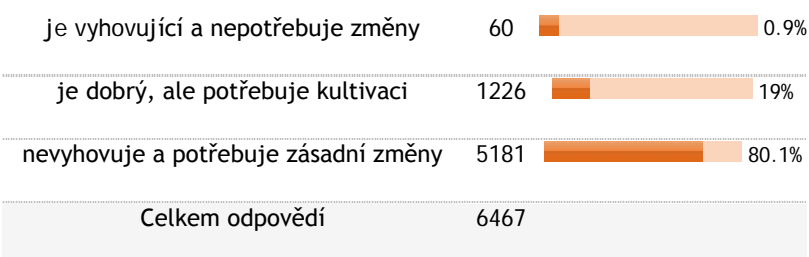 je vyhovující a nepotřebuje změny 60 0.9%
je dobrý, ale potřebuje kultivaci 1226 19%
nevyhovuje a potřebuje zásadní změny 5181 80.1%
Celkem odpovědí 6467